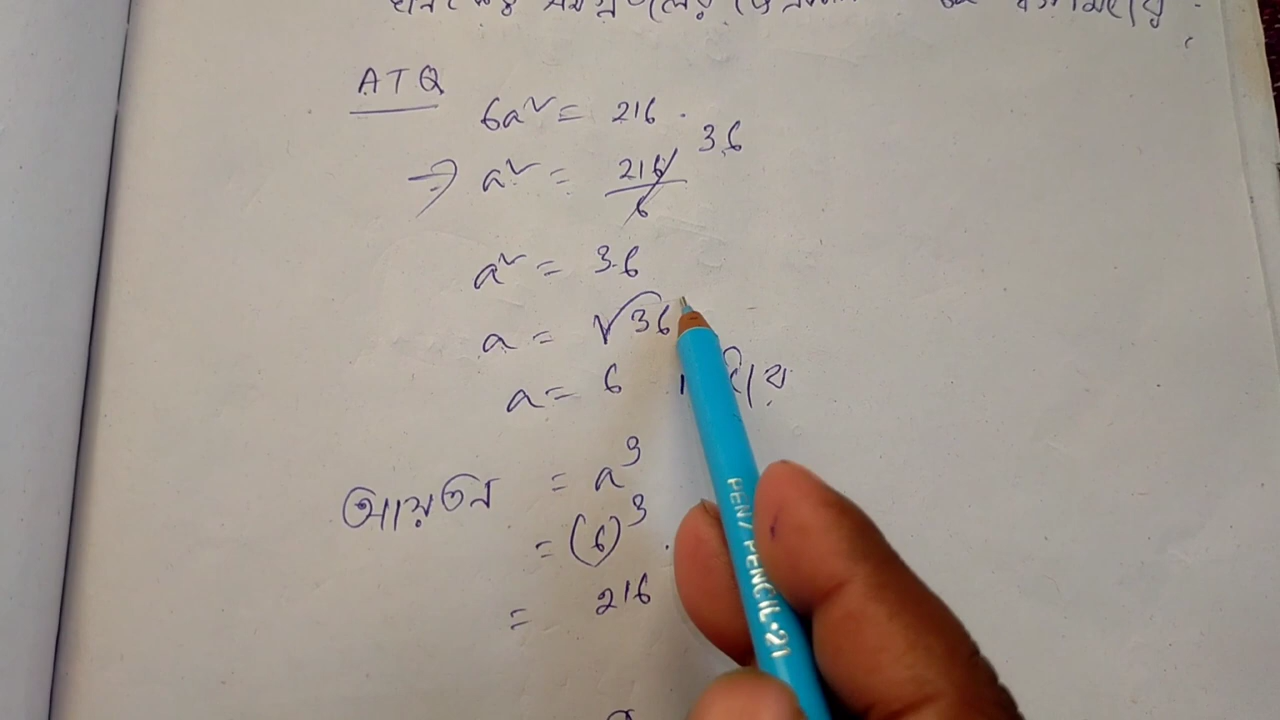 ATQ
6a² = 216.
⇒ a² = 216/6 36
a² = 36
a = √36
a = 6
আয়তন = a³
= (6)³.
= 216
PEN/PENCIL·21